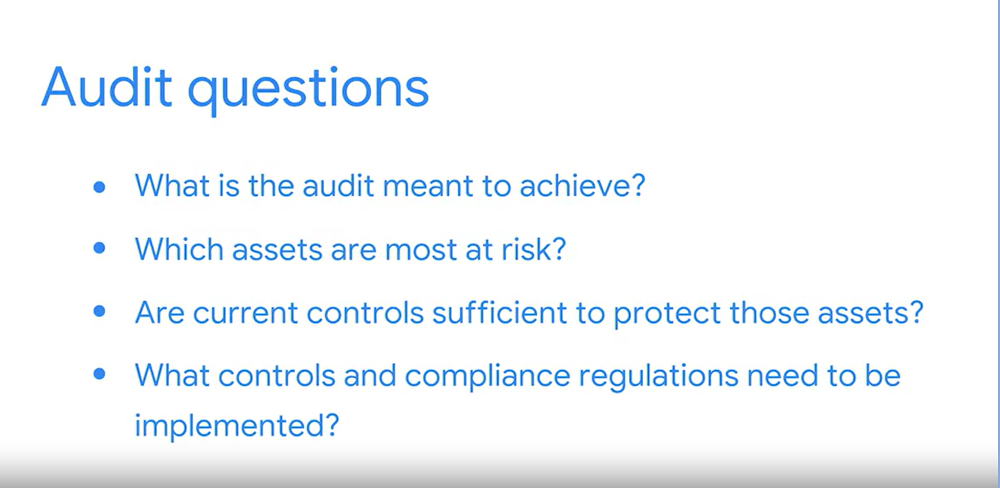 Audit questions
• What is the audit meant to achieve?
• Which assets are most at risk?
• Are current controls sufficient to protect those assets?
• What controls and compliance regulations need to be
implemented?